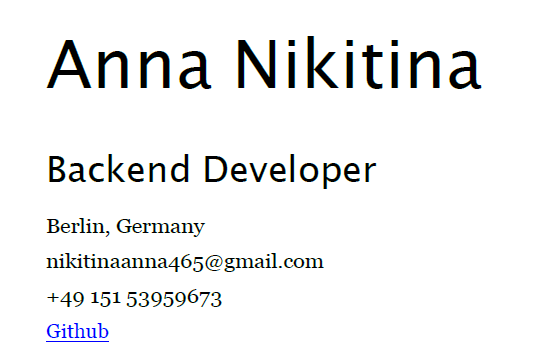 Anna Nikitina
Backend Developer
Berlin, Germany
nikitinaanna465@gmail.com
+49 151 53959673
Github